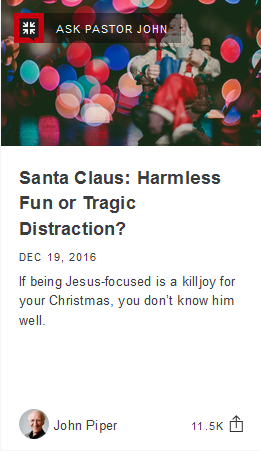 ASK PASTOR JOHN
Santa Claus: Harmless
Fun or Tragic
Distraction?
DEC 19, 2016
If being Jesus-focused is a killjoy for
your Christmas, you don't know him
well.
John Piper
11.5K